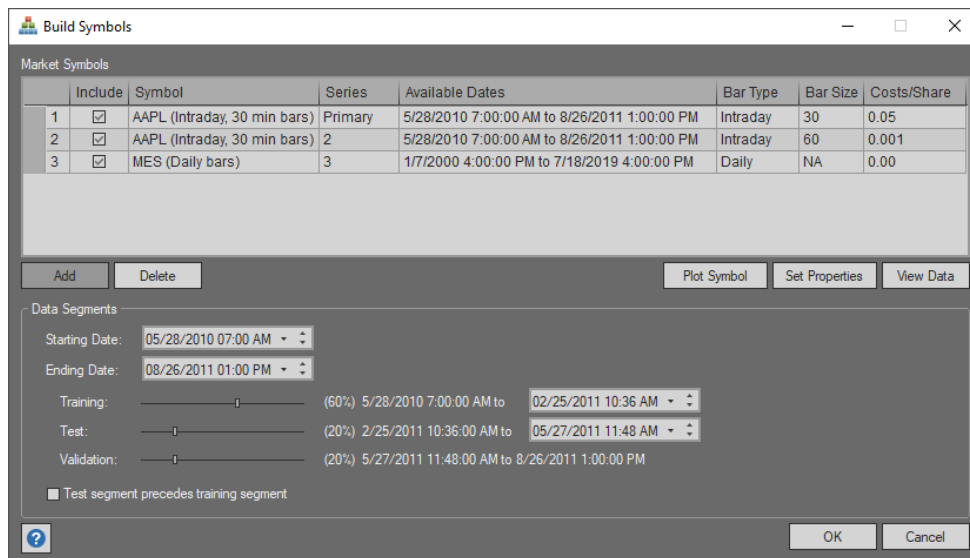 Build Symbols
Market Symbols
Include Symbol Series Available Dates Bar Type Bar Size Costs/Share
1 AAPL (Intraday, 30 min bars) Primary 5/28/2010 7:00:00 AM to 8/26/2011 1:00:00 PM Intraday 30 0.05
2 AAPL (Intraday, 30 min bars) 2 5/28/2010 7:00:00 AM to 8/26/2011 1:00:00 PM Intraday 60 0.001
3 MES (Daily bars) 3 1/7/2000 4:00:00 PM to 7/18/2019 4:00:00 PM Daily NA 0.00
Add Delete Plot Symbol Set Properties View Data
Data Segments
Starting Date: 05/28/2010 07:00 AM
Ending Date: 08/26/2011 01:00 PM
Training: (60%) 5/28/2010 7:00:00 AM to 02/25/2011 10:36 AM
Test: (20%) 2/25/2011 10:36:00 AM to 05/27/2011 11:48 AM
Validation: (20%) 5/27/2011 11:48:00 AM to 8/26/2011 1:00:00 PM
Test segment precedes training segment
? OK Cancel